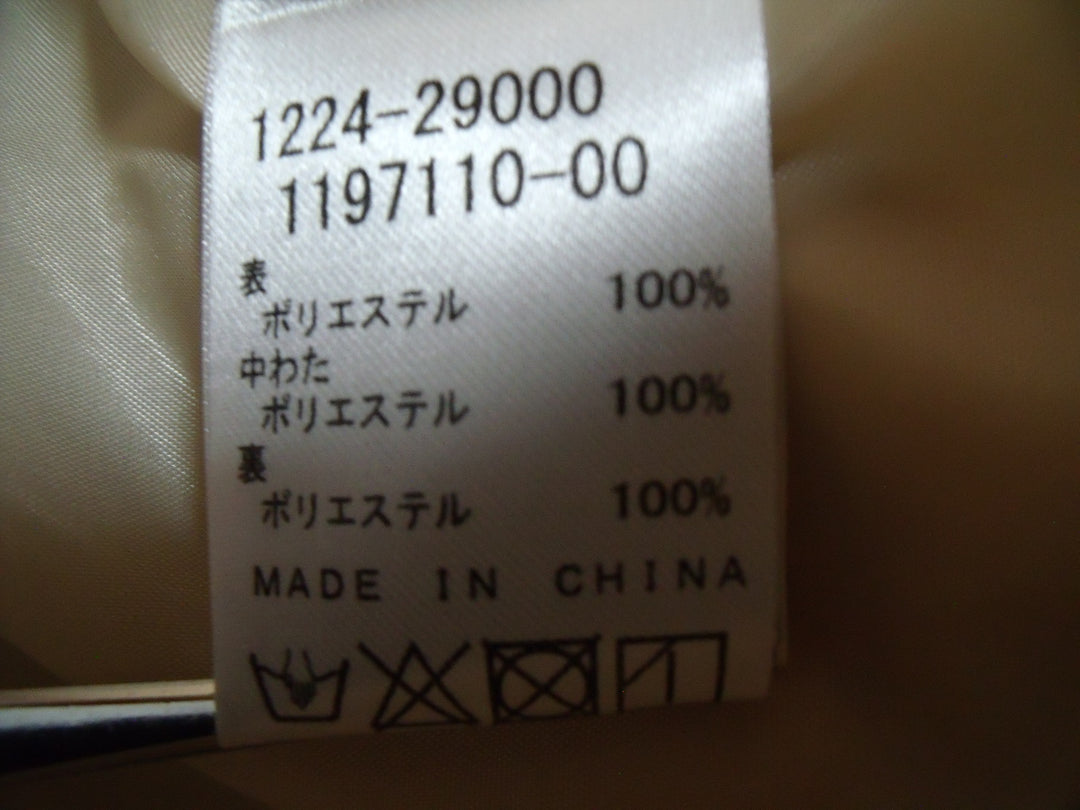 1224-29000
1197110-00
表
ポリエステル 100%
中わた
ポリエステル 100%
裏
ポリエステル 100%
MADE IN CHINA